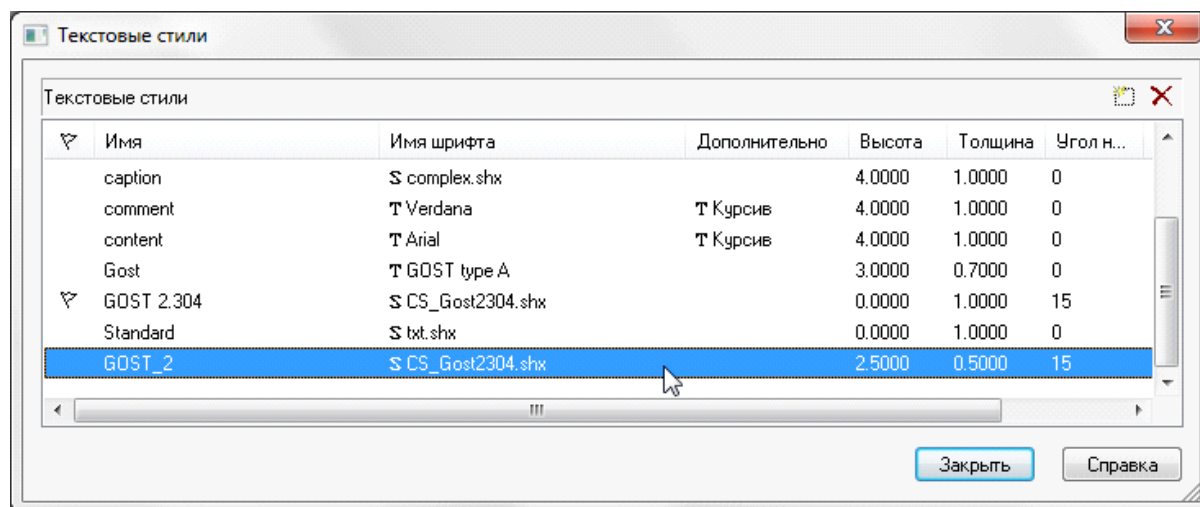 Текстовые стили
Текстовые стили
Имя Имя шрифта Дополнительно Высота Толщина Угол н...
caption complex.shx 4.0000 1.0000 0
comment Verdana Курсив 4.0000 1.0000 0
content Arial Курсив 4.0000 1.0000 0
Gost GOST type A 3.0000 0.7000 0
GOST 2.304 CS_Gost2304.shx 0.0000 1.0000 15
Standard txt.shx 0.0000 1.0000 0
GOST_2 CS_Gost2304.shx 2.5000 0.5000 15
Закрыть Справка